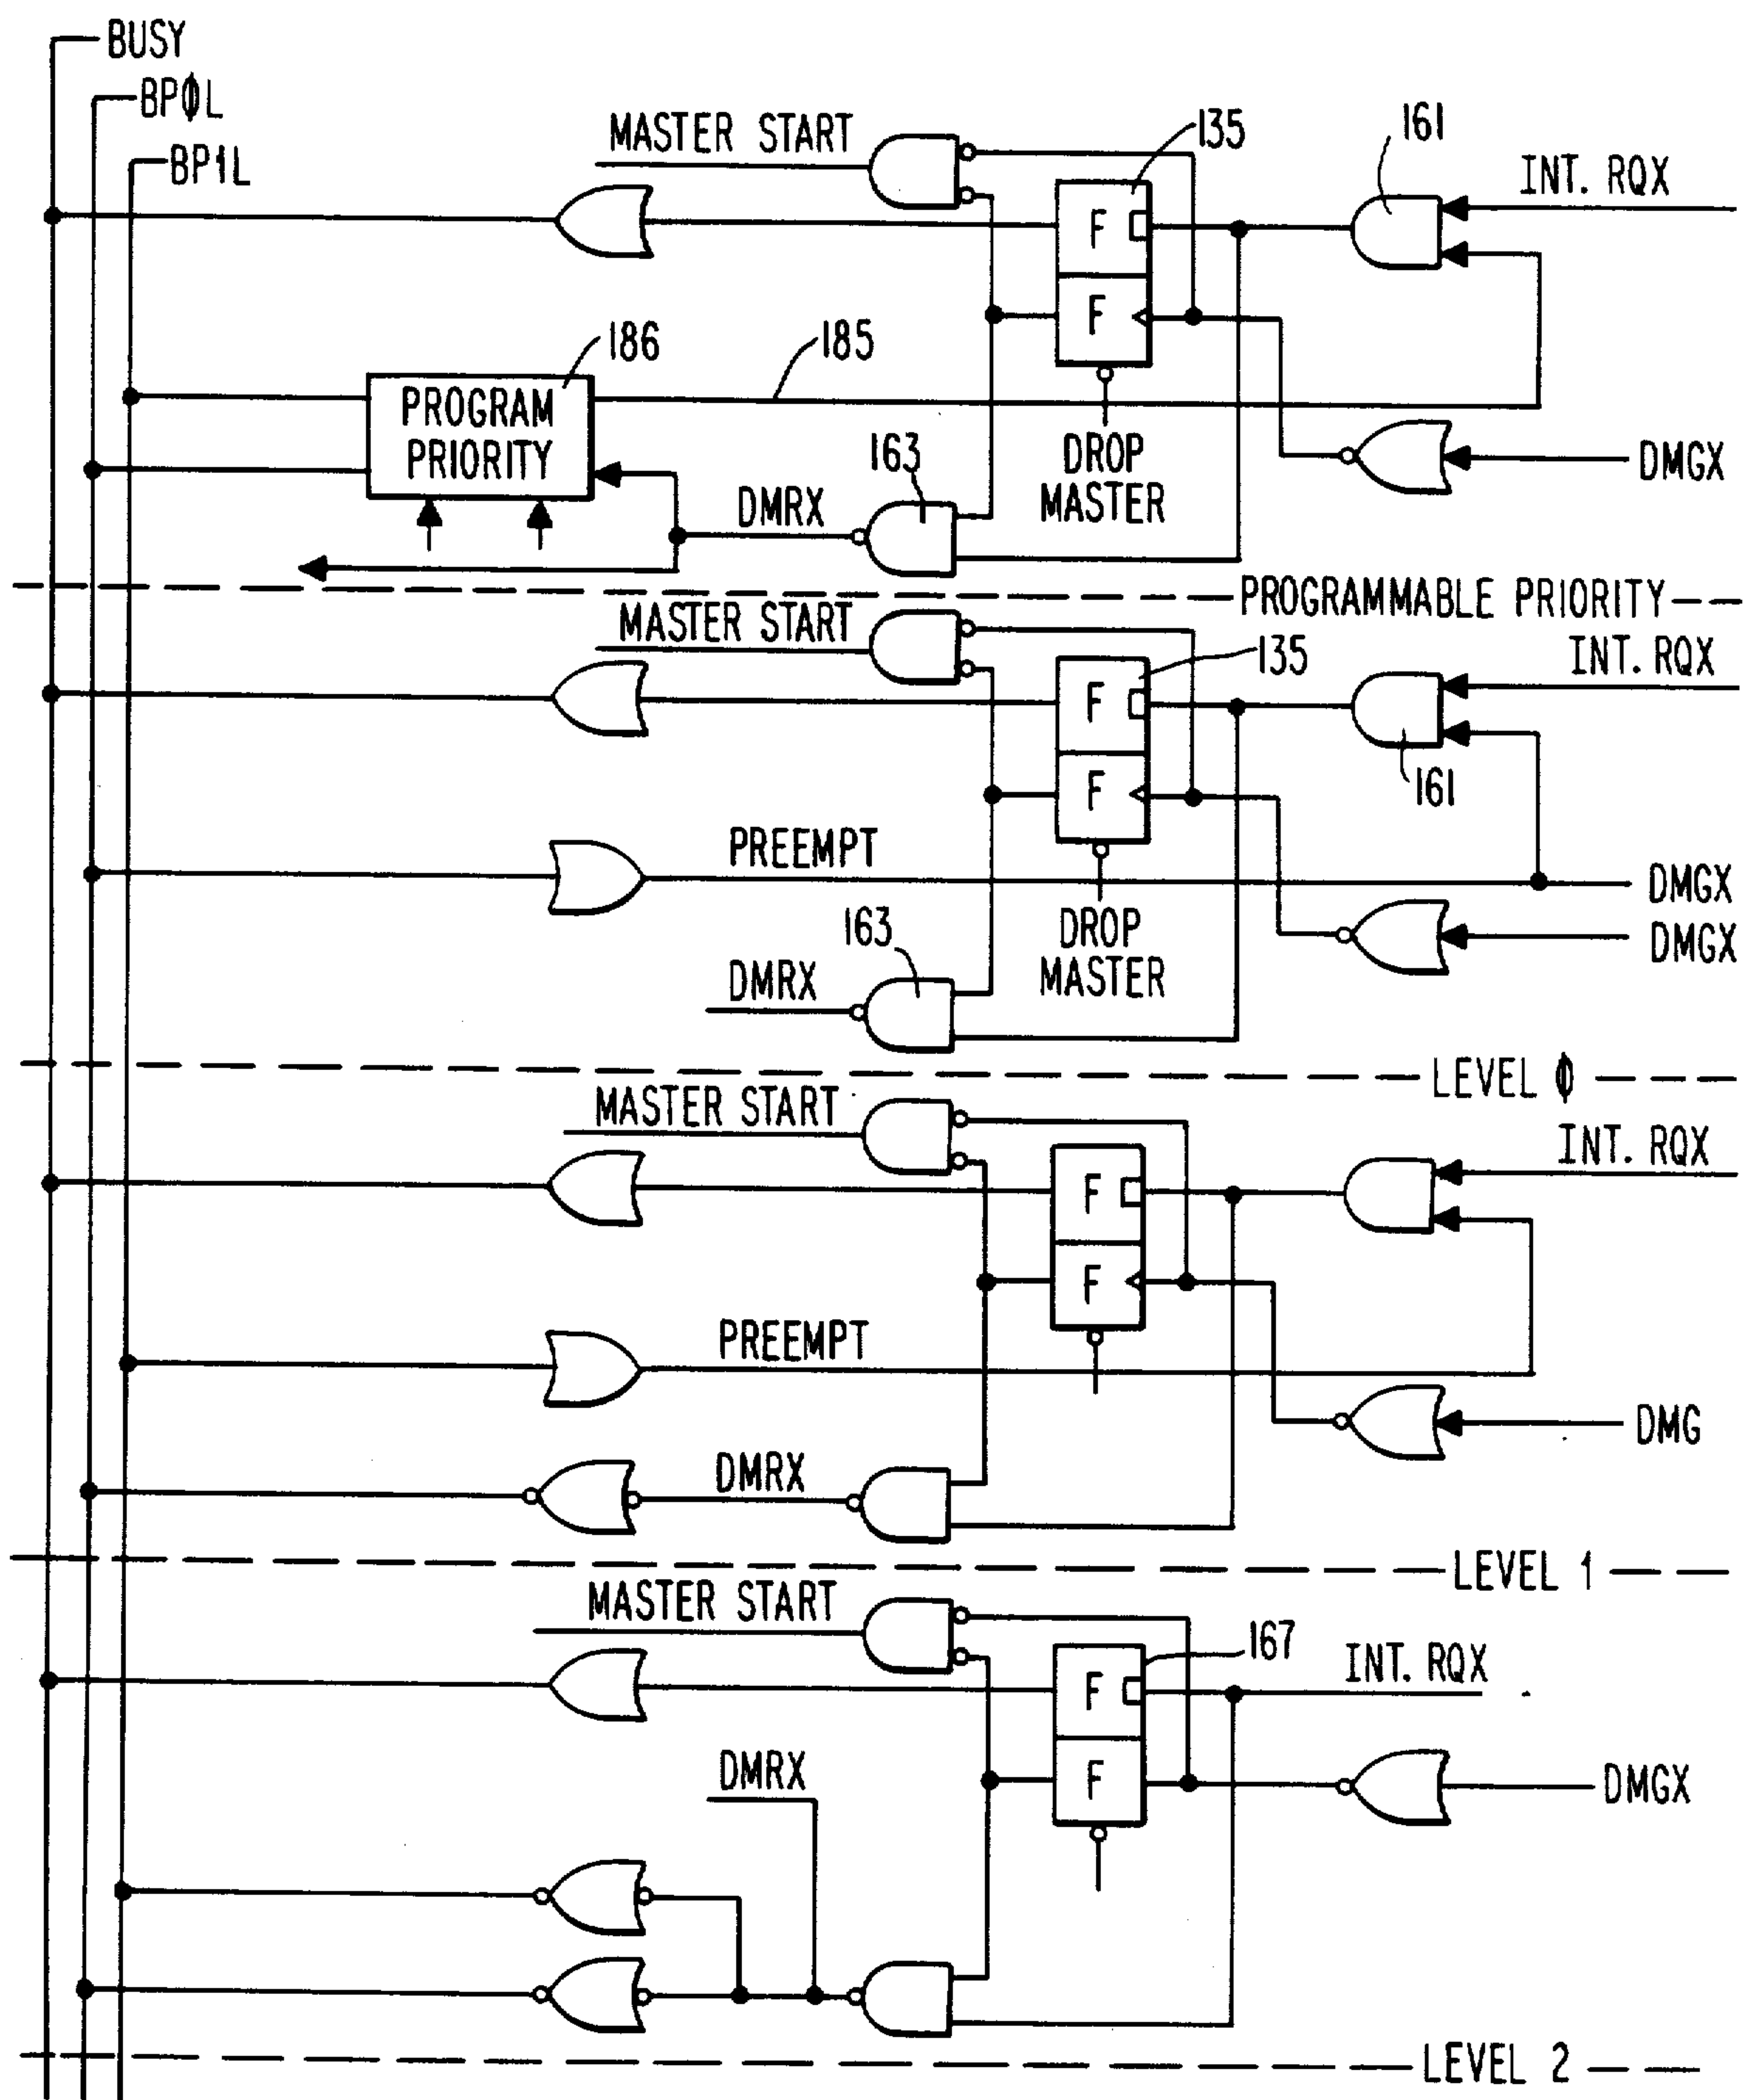 BUSY
BPϕL
BP1L
MASTER START
135
161
INT. RQX
F
F
186
185
PROGRAM
PRIORITY
163
DMRX
DROP
MASTER
DMGX
PROGRAMMABLE PRIORITY
MASTER START
135
INT. RQX
F
F
161
PREEMPT
DMGX
163
DROP
MASTER
DMGX
DMRX
LEVEL ϕ
MASTER START
INT. RQX
F
F
PREEMPT
DMG
DMRX
LEVEL 1
MASTER START
167
INT. RQX
F
F
DMRX
DMGX
LEVEL 2